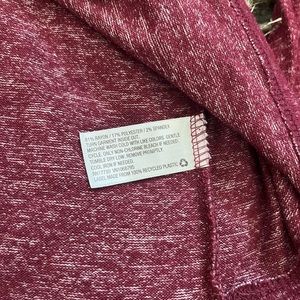 81% RAYON / 17% POLYESTER / 2% SPANDEX
TURN GARMENT INSIDE OUT.
MACHINE WASH COLD WITH LIKE COLORS, GENTLE
CYCLE. ONLY NON-CHLORINE BLEACH IF NEEDED.
TUMBLE DRY LOW. REMOVE PROMPTLY.
WARM IRON IF NEEDED.
LABEL MADE FROM 100% RECYCLED PLASTIC